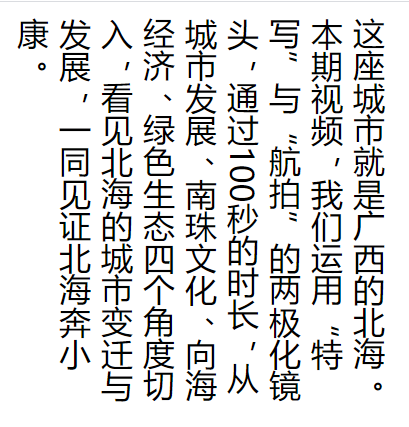 这座城市就是广西的北海。
本期视频，我们运用“特
写”与“航拍”的两极化镜
头，通过100秒的时长，从
城市发展、南珠文化、向海
经济、绿色生态四个角度切
入，看见北海的城市变迁与
发展，一同见证北海奔小
康。